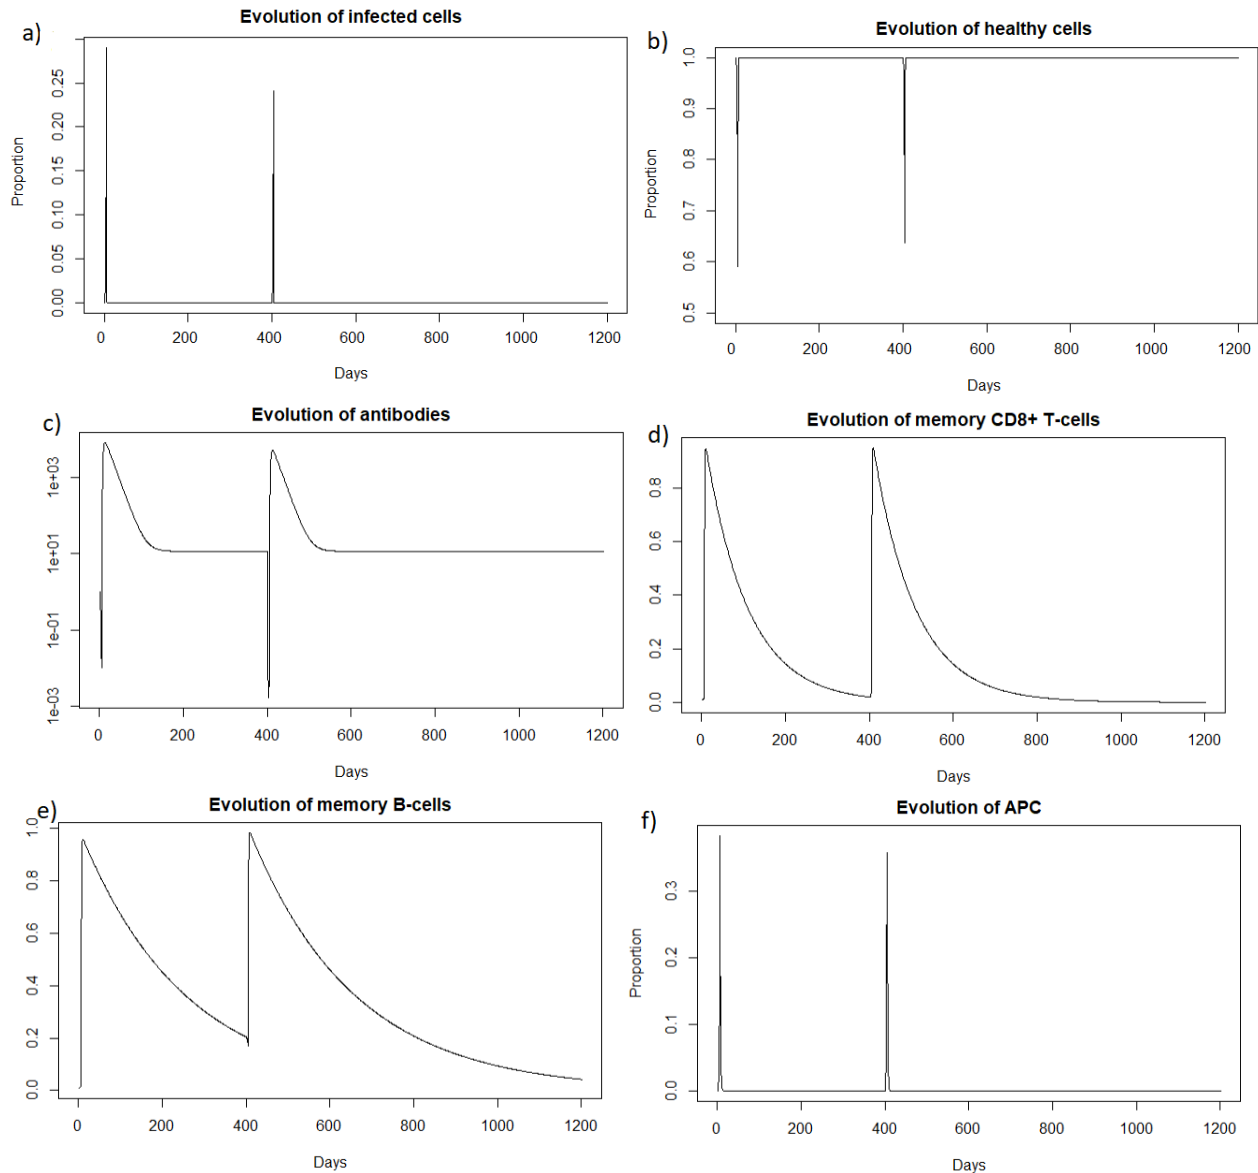 a)
Evolution of infected cells
Proportion
0.00 0.05 0.10 0.15 0.20 0.25
0 200 400 600 800 1000 1200
Days
b)
Evolution of healthy cells
Proportion
0.5 0.6 0.7 0.8 0.9 1.0
0 200 400 600 800 1000 1200
Days
c)
Evolution of antibodies
1e-03 1e-01 1e+01 1e+03
0 200 400 600 800 1000 1200
Days
d)
Evolution of memory CD8+ T-cells
0.0 0.2 0.4 0.6 0.8
0 200 400 600 800 1000 1200
Days
e)
Evolution of memory B-cells
0.0 0.2 0.4 0.6 0.8 1.0
0 200 400 600 800 1000 1200
Days
f)
Evolution of APC
Proportion
0.0 0.1 0.2 0.3
0 200 400 600 800 1000 1200
Days